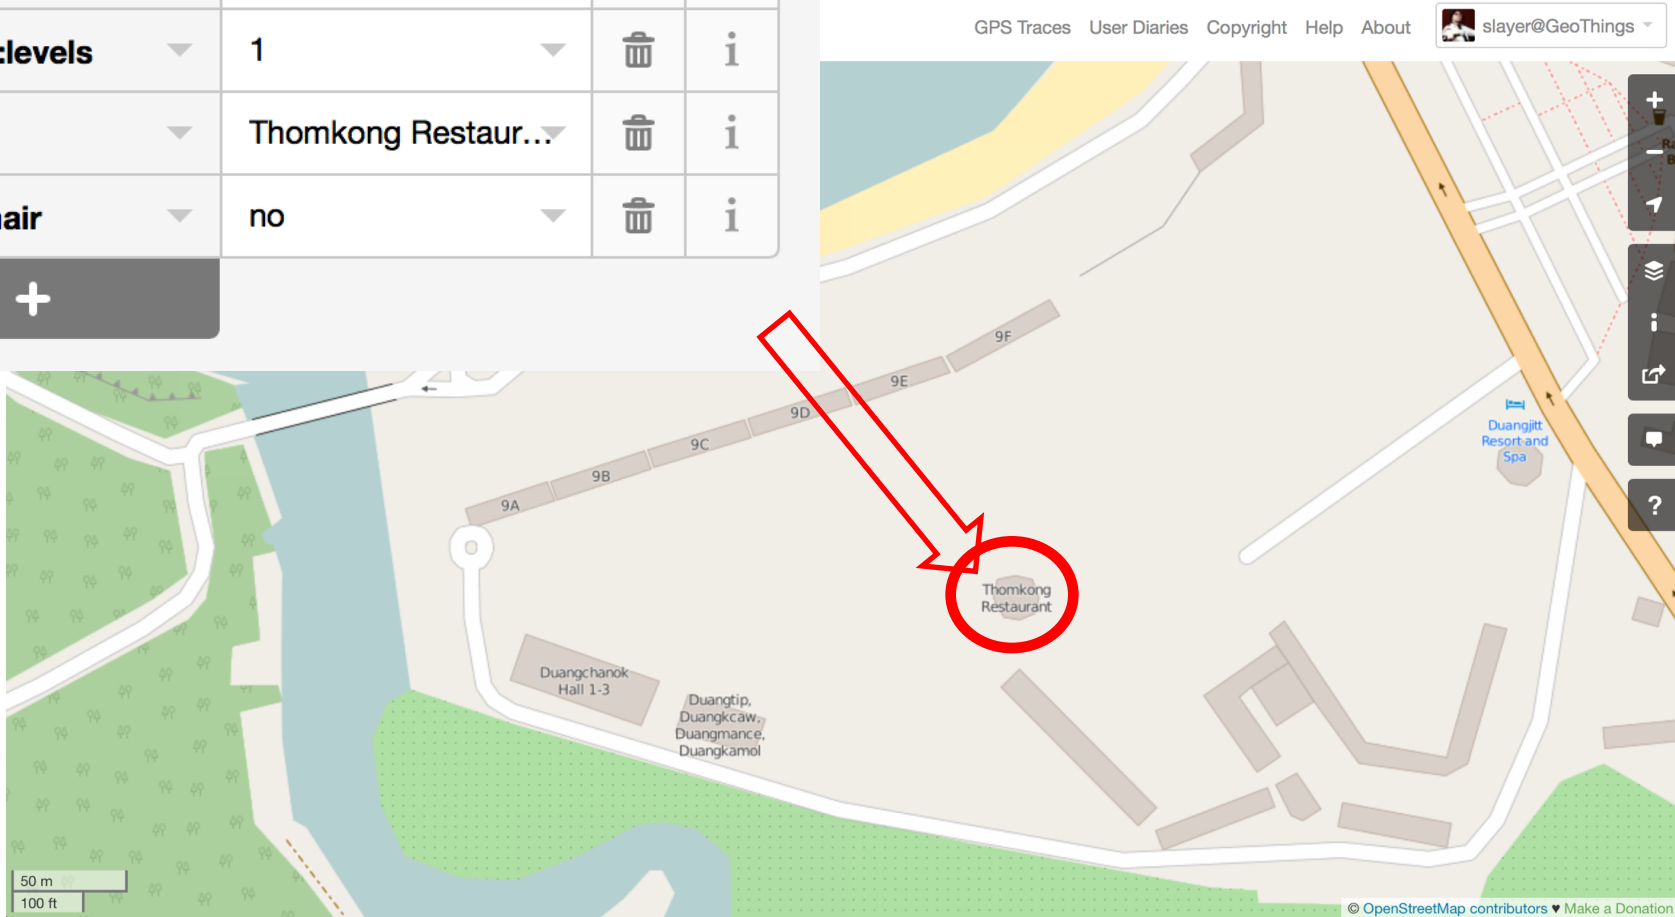 :levels
1
Thomkong Restaur...
air
no
GPS Traces User Diaries Copyright Help About
slayer@GeoThings
9F
9E
9D
9C
9B
9A
Duangjitt
Resort and
Spa
Thomkong
Restaurant
Duangchanok
Hall 1-3
Duangtip,
Duangkcaw,
Duangmance,
Duangkamol
50 m
100 ft
© OpenStreetMap contributors ♥ Make a Donation